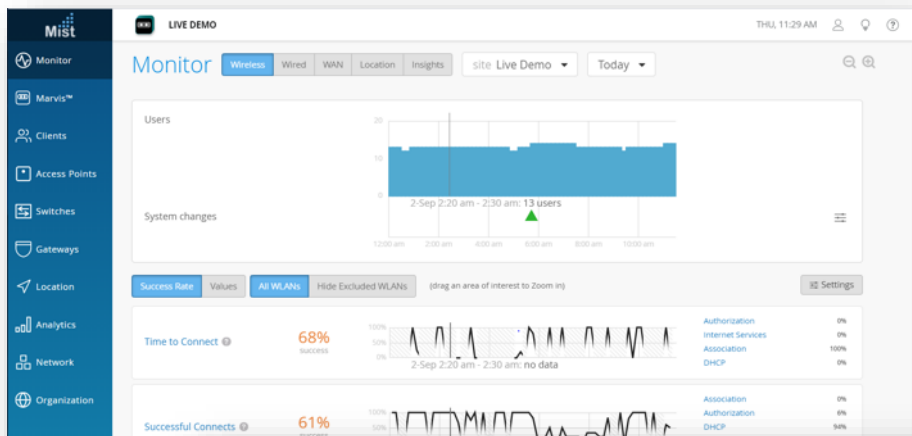 Mist
LIVE DEMO
THU, 11:29 AM
Monitor
Marvis™
Clients
Access Points
Switches
Gateways
Location
Analytics
Network
Organization
Monitor Wireless Wired WAN Location Insights site Live Demo Today
Users
20
10
0
2-Sep 2:20 am - 2:30 am: 13 users
System changes
12:00 am 2:00 am 4:00 am 6:00 am 8:00 am 10:00 am
Success Rate Values All WLANs Hide Excluded WLANs (drag an area of interest to Zoom in) Settings
Time to Connect
68%
success
100%
50%
0%
2-Sep 2:20 am - 2:30 am: no data
Authorization 0%
Internet Services 0%
Association 100%
DHCP 0%
Successful Connects
61%
100%
50%
Association 0%
Authorization 6%
DHCP 94%